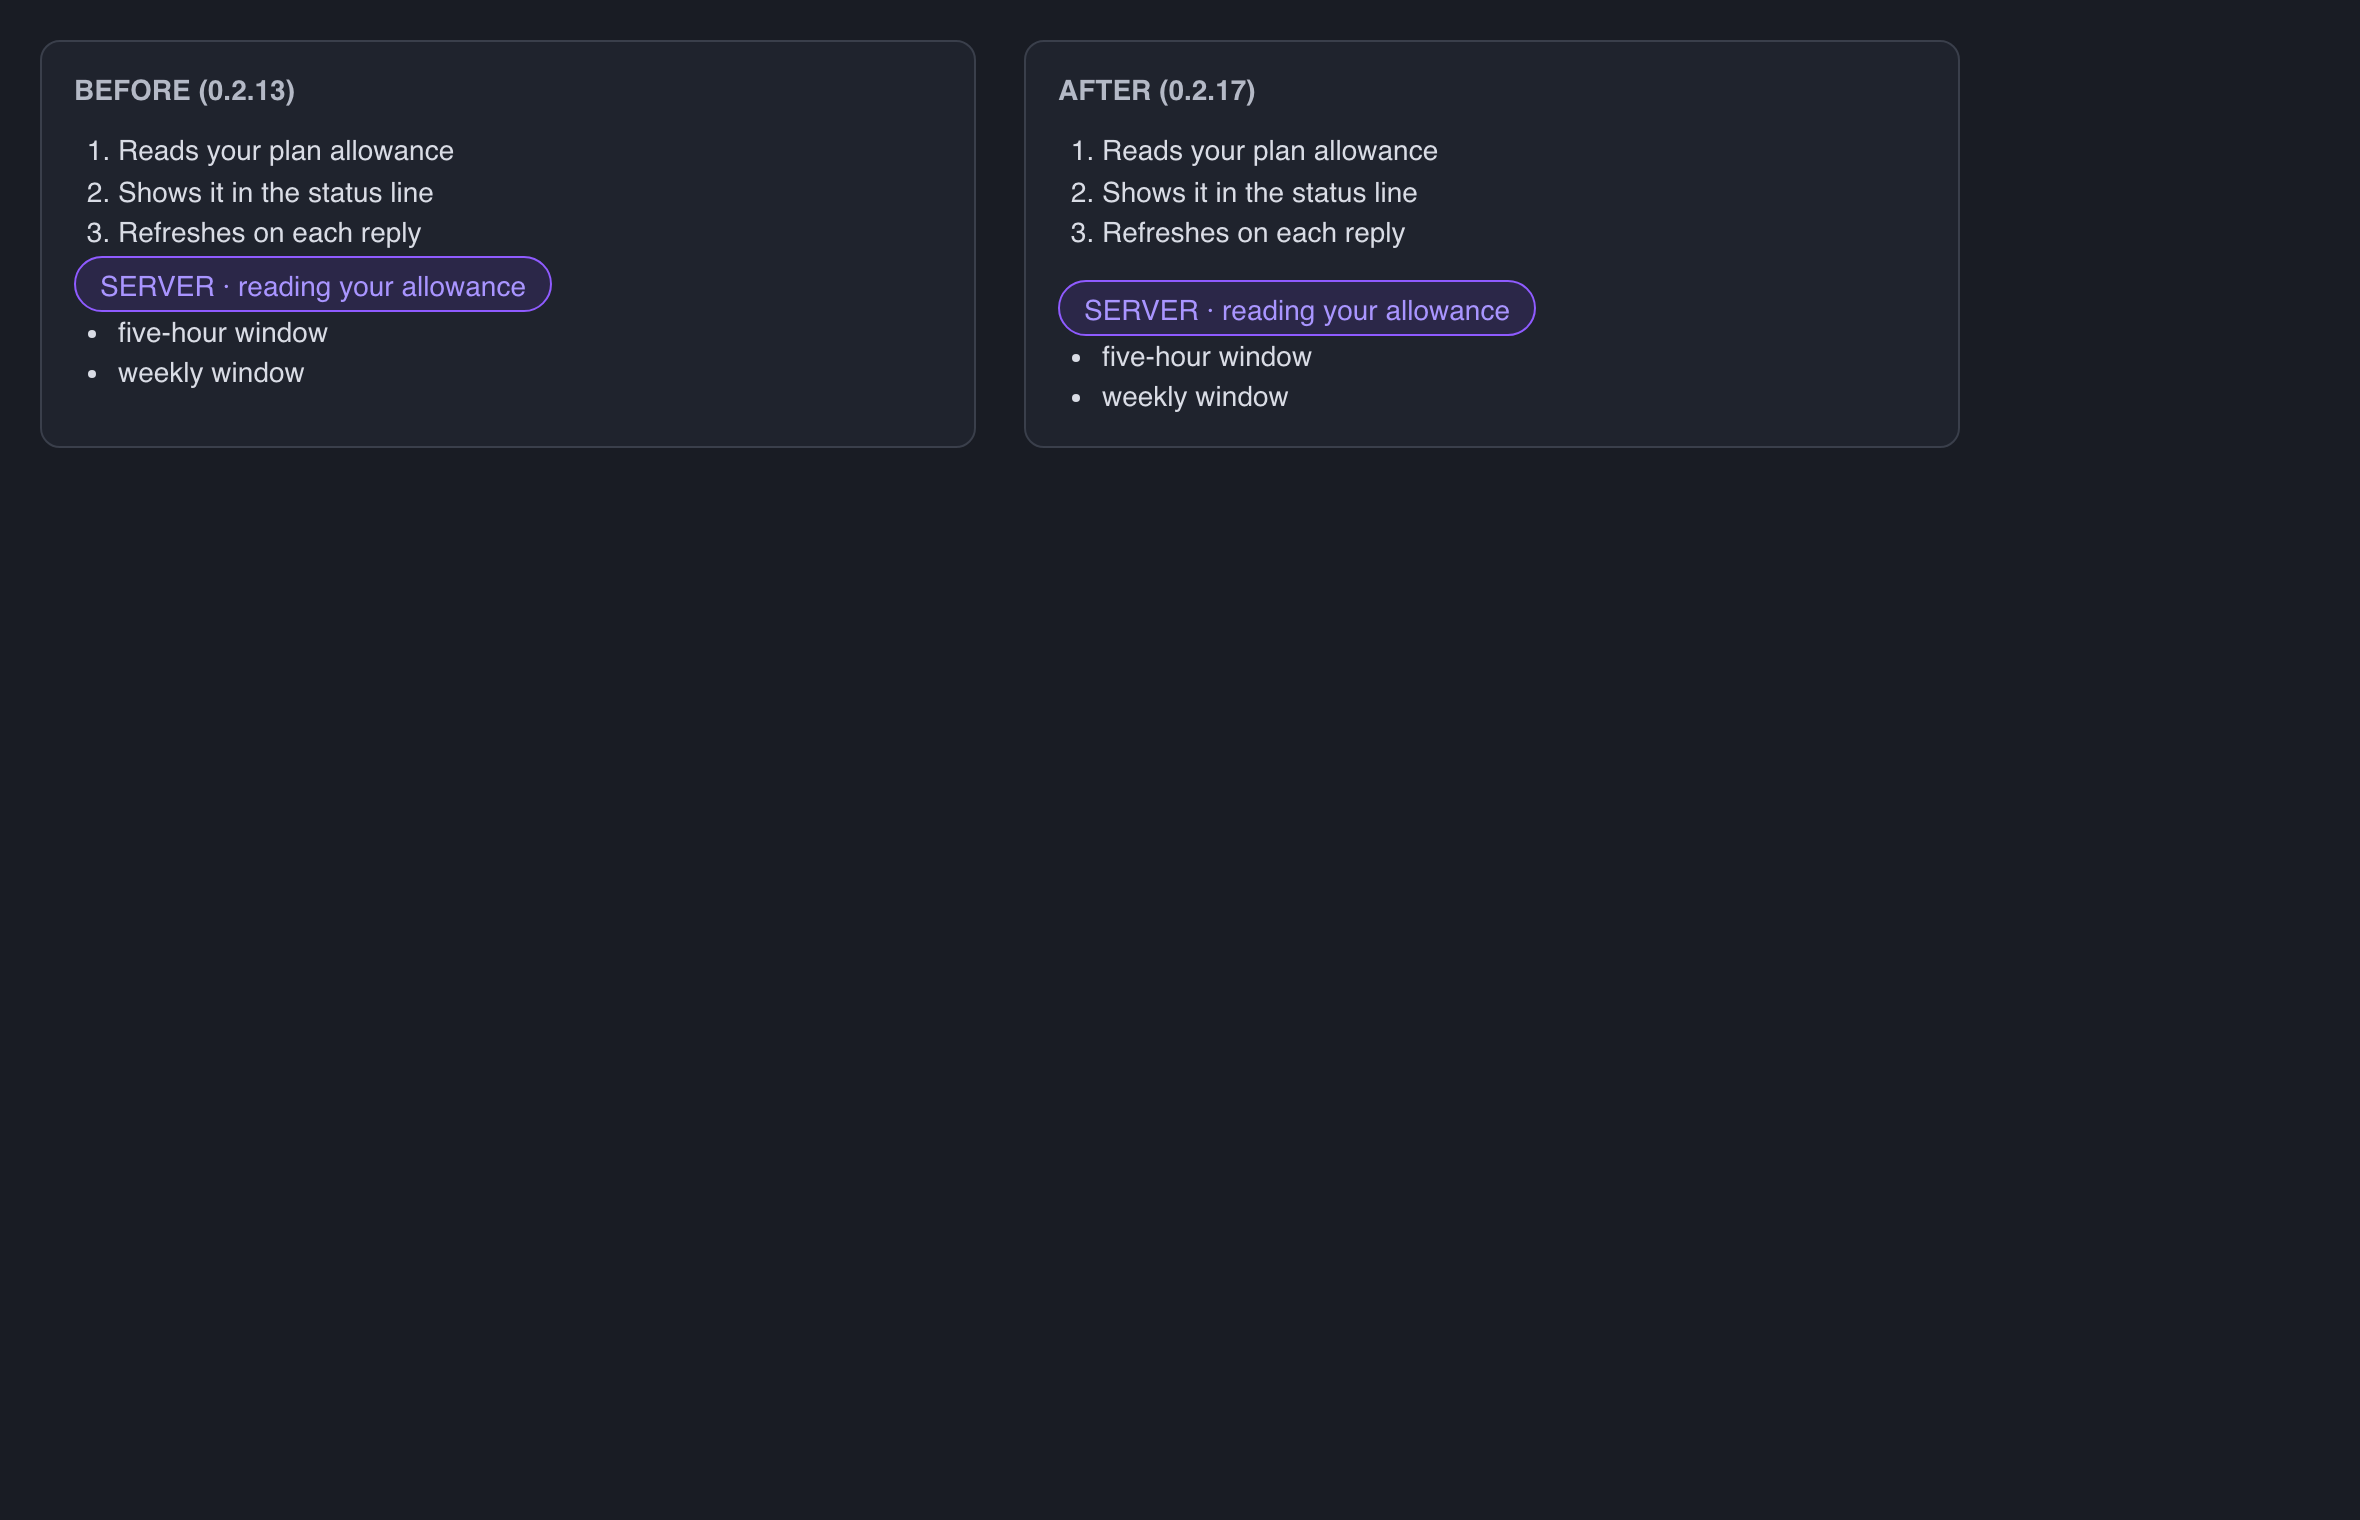 BEFORE (0.2.13)
1. Reads your plan allowance
2. Shows it in the status line
3. Refreshes on each reply
SERVER · reading your allowance
• five-hour window
• weekly window
AFTER (0.2.17)
1. Reads your plan allowance
2. Shows it in the status line
3. Refreshes on each reply
SERVER · reading your allowance
• five-hour window
• weekly window